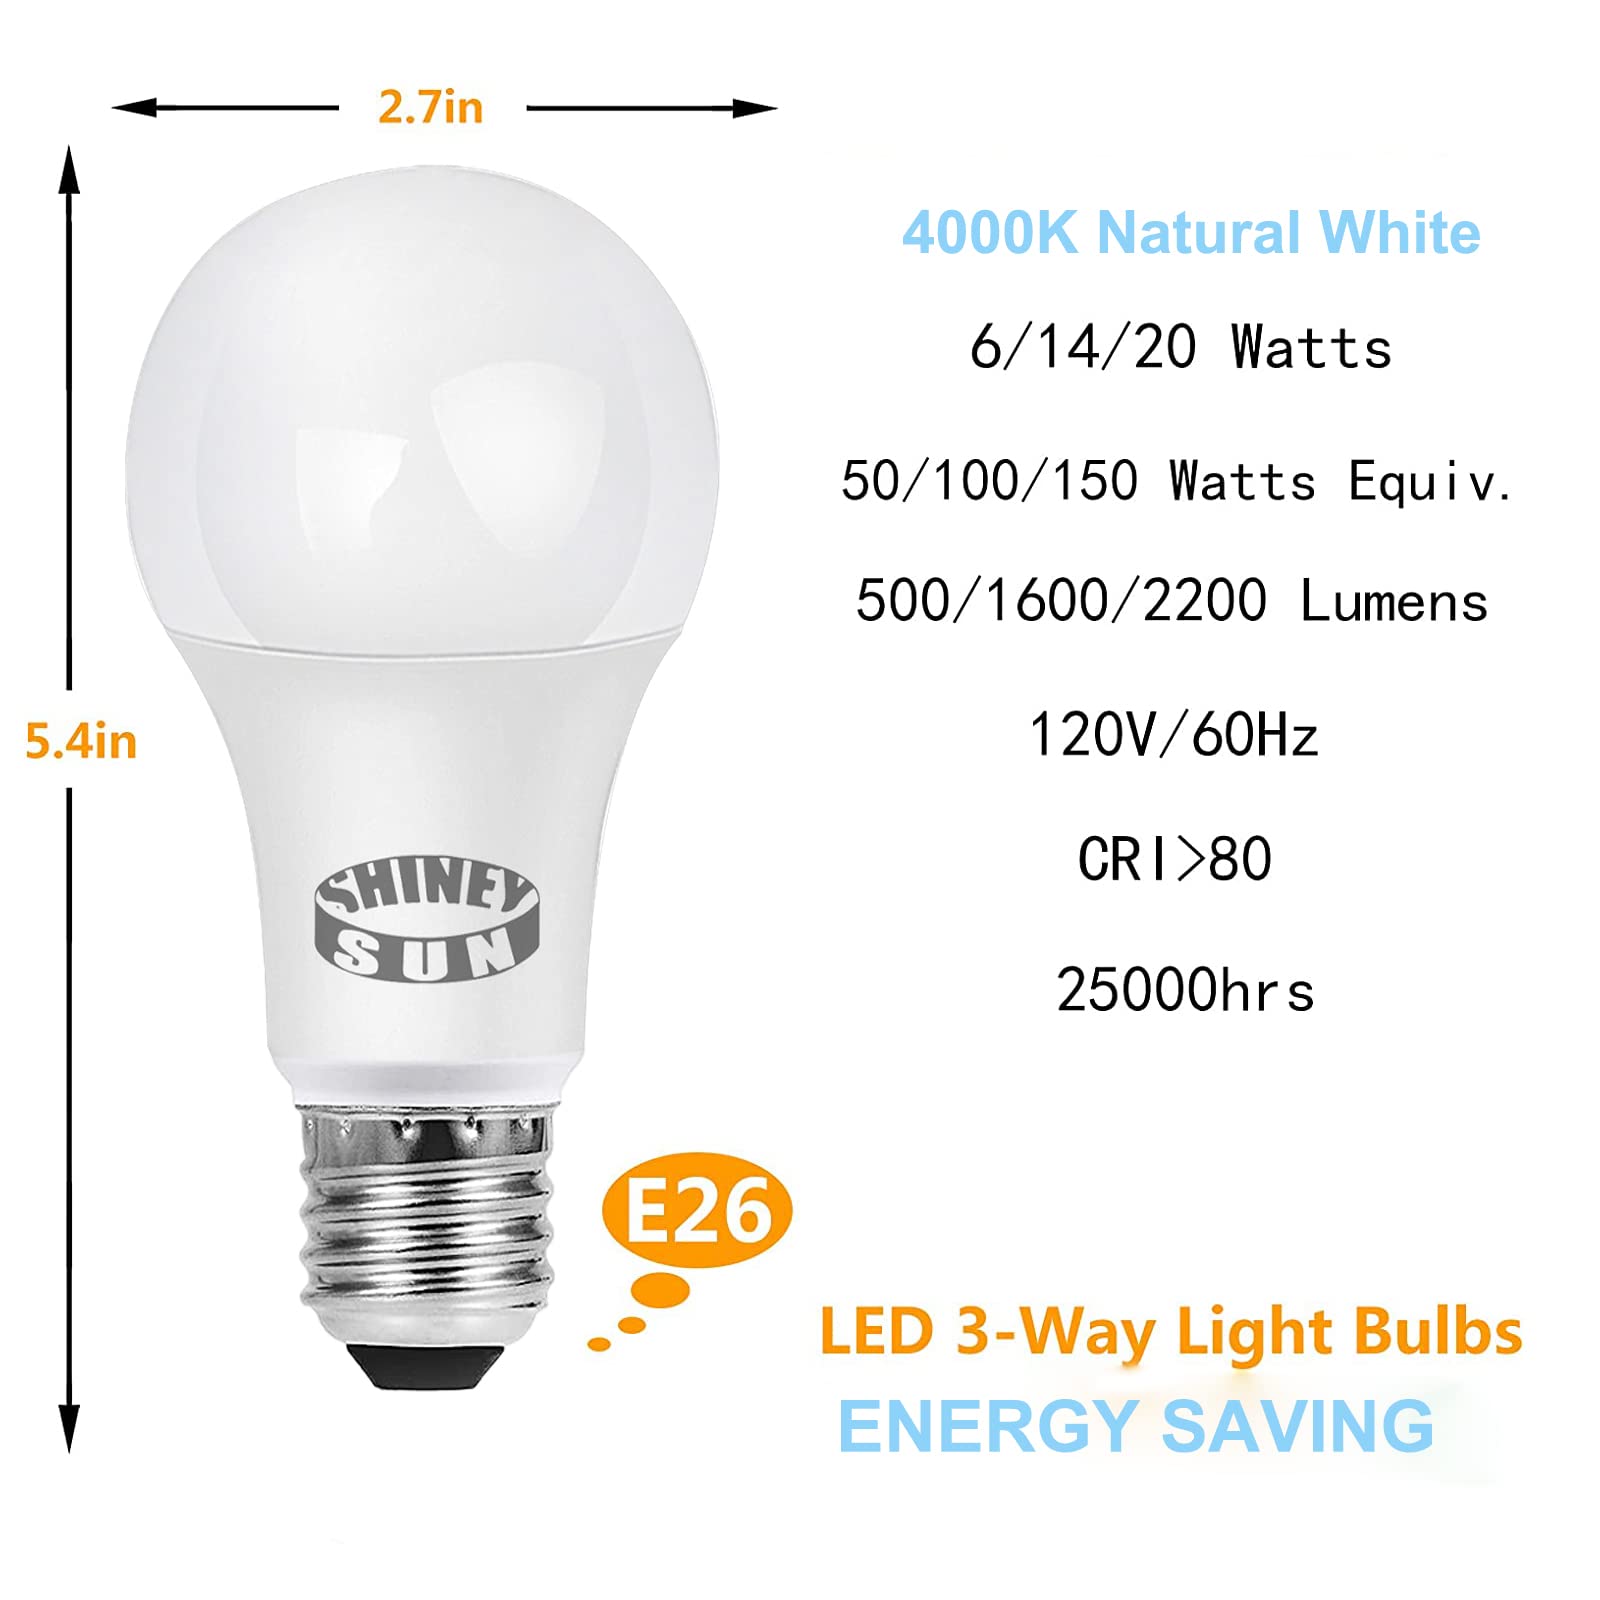 2.7in
4000K Natural White
6/14/20 Watts
50/100/150 Watts Equiv.
500/1600/2200 Lumens
5.4in
120V/60Hz
CRI>80
SHINEY
SUN
25000hrs
E26
LED 3-Way Light Bulbs
ENERGY SAVING